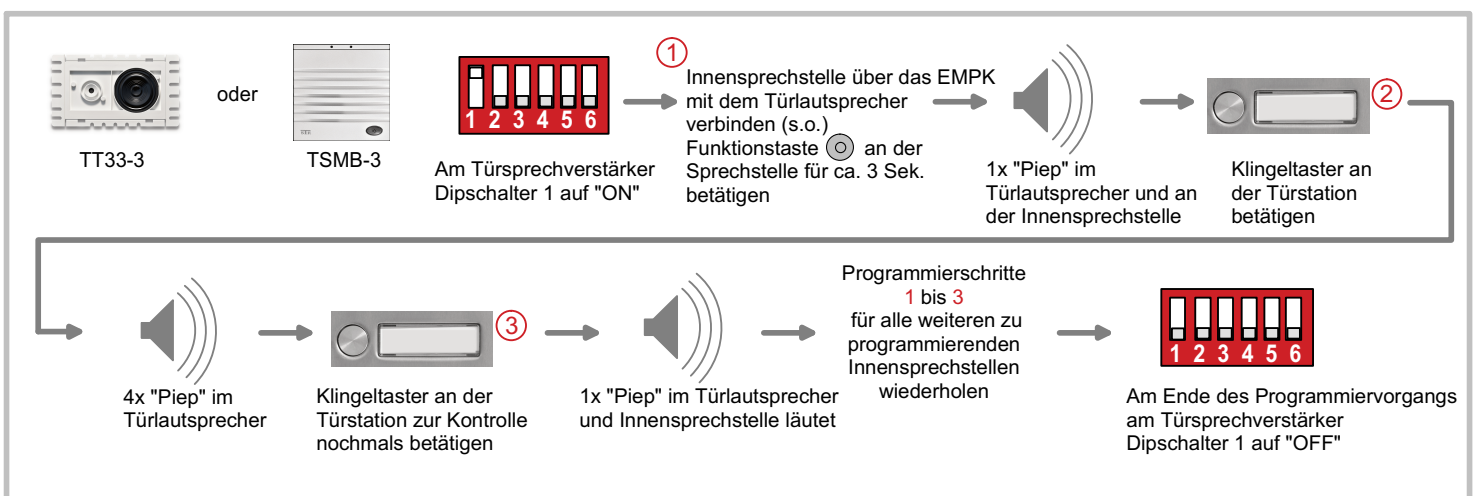 TT33-3
oder
TSMB-3
1 2 3 4 5 6
Am Türsprechverstärker
Dipschalter 1 auf "ON"
1
Innensprechstelle über das EMPK
mit dem Türlautsprecher
verbinden (s.o.)
Funktionstaste an der
Sprechstelle für ca. 3 Sek.
betätigen
1x "Piep" im
Türlautsprecher und an
der Innensprechstelle
2
Klingeltaster an
der Türstation
betätigen
4x "Piep" im
Türlautsprecher
3
Klingeltaster an der
Türstation zur Kontrolle
nochmals betätigen
1x "Piep" im Türlautsprecher
und Innensprechstelle läutet
Programmierschritte
1 bis 3
für alle weiteren zu
programmierenden
Innensprechstellen
wiederholen
1 2 3 4 5 6
Am Ende des Programmiervorgangs
am Türsprechverstärker
Dipschalter 1 auf "OFF"